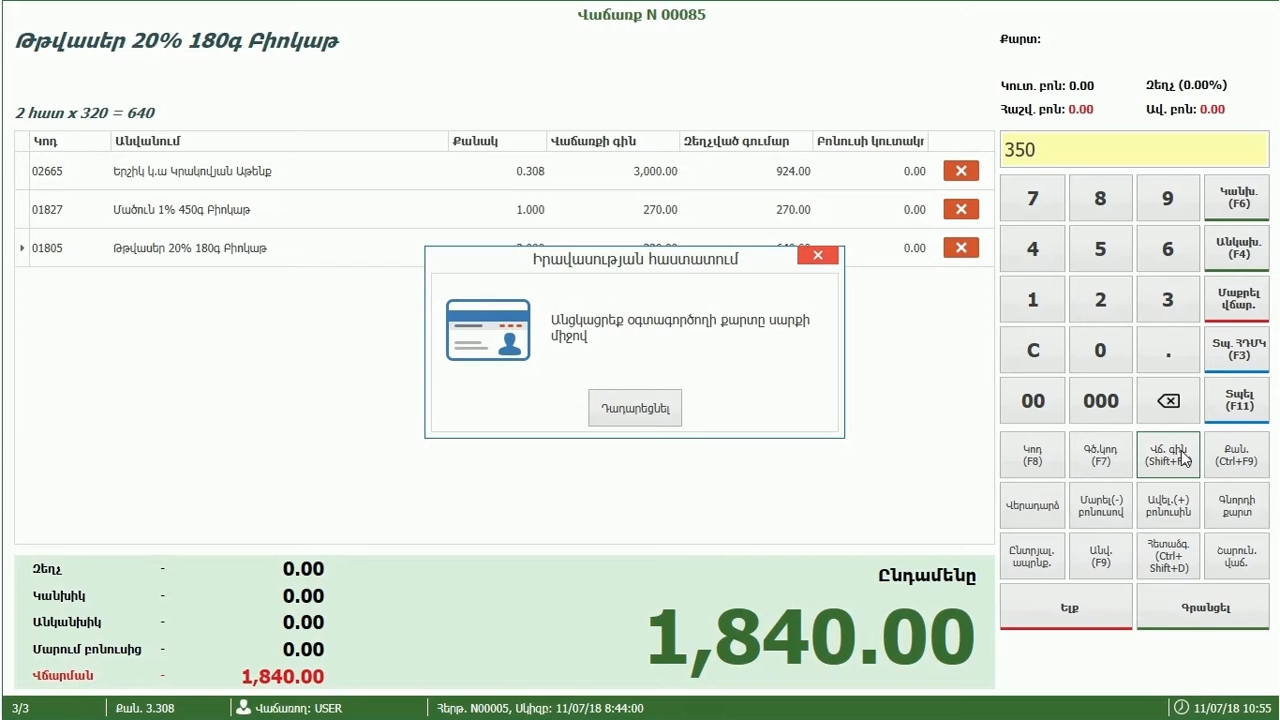 Վաճառք N 00085
Թթվասեր 20% 180գ Բիոկաթ
2 հատ x 320 = 640
Քարտ:
Կուտ. բոն: 0.00 Զեղչ (0.00%)
Հաշվ. բոն: 0.00 Ավ. բոն: 0.00
350
Կոդ Անվանում Քանակ Վաճառքի գին Զեղչված գումար Բոնուսի կուտակr
02665 Երշիկ կ.ա Կրակովյան Աթենք 0.308 3,000.00 924.00 0.00
01827 Մածուն 1% 450գ Բիոկաթ 1.000 270.00 270.00 0.00
01805 Թթվասեր 20% 180գ Բիոկաթ 0.00
Իրավասության հաստատում
Անցկացրեք օգտագործողի քարտը սարքի
միջով
Դադարեցնել
7 8 9 Կանխ.
(F6)
4 5 6 Անկախ.
(F4)
1 2 3 Մաքրել
վճար.
C 0 . Տպ. ՀԴՄԿ
(F3)
00 000 Տպել
(F11)
Կոդ
(F8)
Գծ.կոդ
(F7)
Վճ. գին
(Shift+F
Քան.
(Ctrl+F9)
Վերադարձ
Մարել(-)
բոնուսով
Ավել.(+)
բոնուսին
Գնորդի
քարտ
Ընտրյալ.
ապրնք.
Անվ.
(F9)
Հետաձգ.
(Ctrl+
Shift+D)
Շարուն.
վաճ.
Ելք Գրանցել
Զեղչ - 0.00
Կանխիկ - 0.00
Անկանխիկ - 0.00
Մարում բոնուսից - 0.00
Վճարման - 1,840.00
Ընդամենը
1,840.00
3/3 Քան. 3.308 Վաճառող: USER Հերթ. N00005, Սկիզբ: 11/07/18 8:44:00 11/07/18 10:55